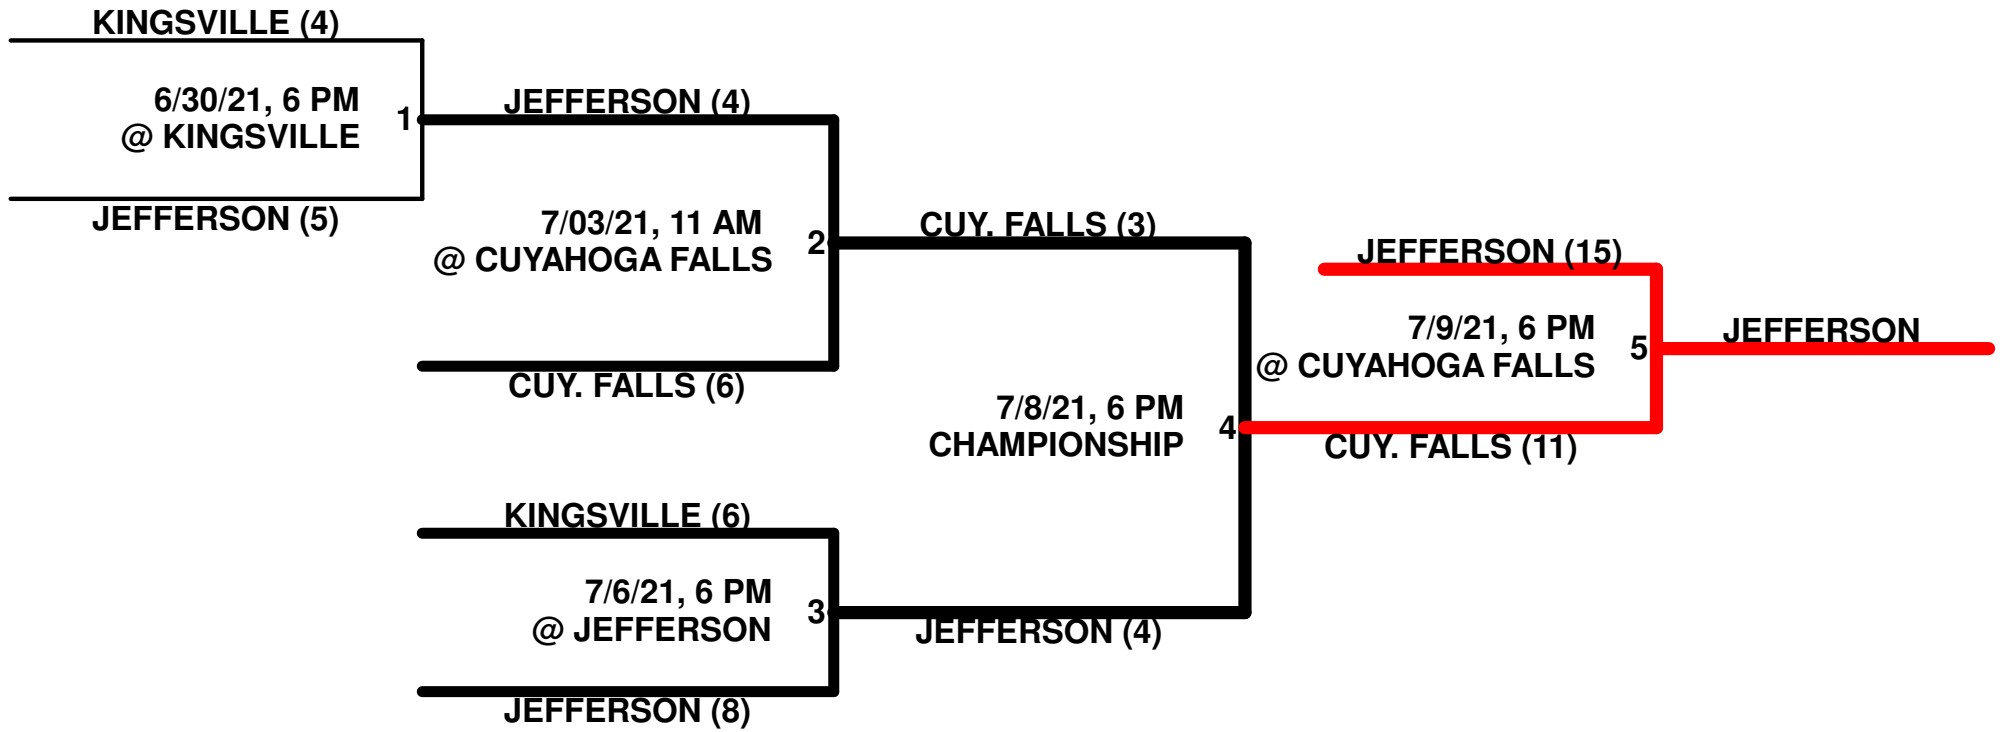 KINGSVILLE (4)
6/30/21, 6 PM
@ KINGSVILLE
1
JEFFERSON (5)
JEFFERSON (4)
7/03/21, 11 AM
@ CUYAHOGA FALLS
2
CUY. FALLS (6)
CUY. FALLS (3)
7/8/21, 6 PM
CHAMPIONSHIP
4
KINGSVILLE (6)
7/6/21, 6 PM
@ JEFFERSON
3
JEFFERSON (8)
JEFFERSON (4)
JEFFERSON (15)
7/9/21, 6 PM
@ CUYAHOGA FALLS
5
CUY. FALLS (11)
JEFFERSON